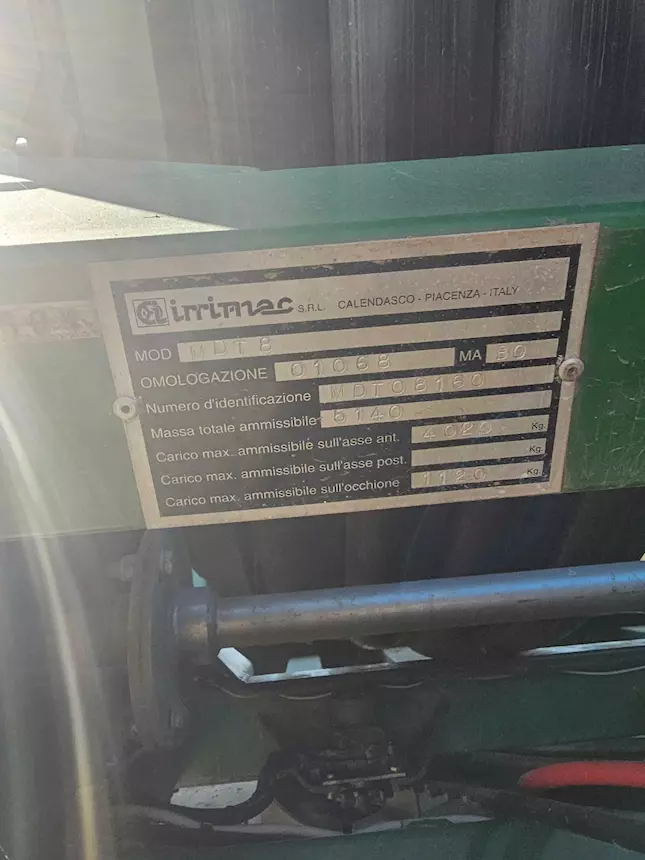 irrimec S.R.L. CALENDASCO - PIACENZA - ITALY
MOD MDT8
OMOLOGAZIONE 01068 MA 80
Numero d'identificazione MDT08160
Massa totale ammissibile 5140
Carico max. ammissibile sull'asse ant. 4020 Kg.
Carico max. ammissibile sull'asse post. Kg.
Carico max. ammissibile sull'occhione 1120 Kg.